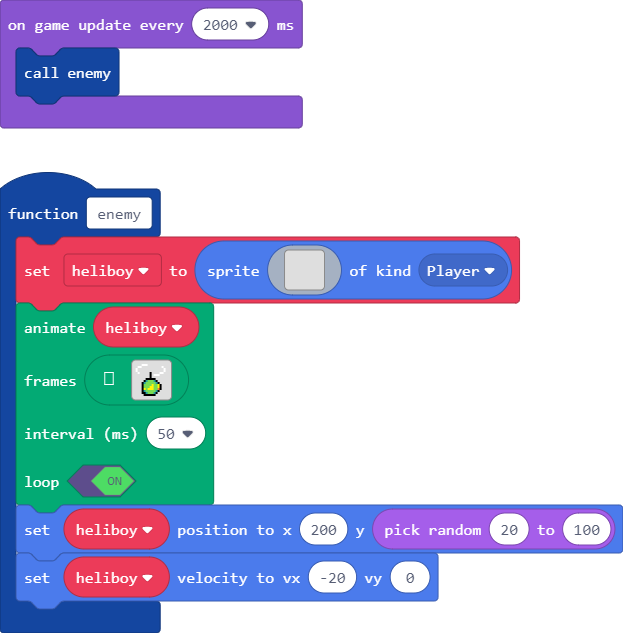 on game update every 2000 ms
call enemy
function enemy
set heliboy to sprite of kind Player
animate heliboy
frames
interval (ms) 50
loop ON
set heliboy position to x 200 y pick random 20 to 100
set heliboy velocity to vx -20 vy 0